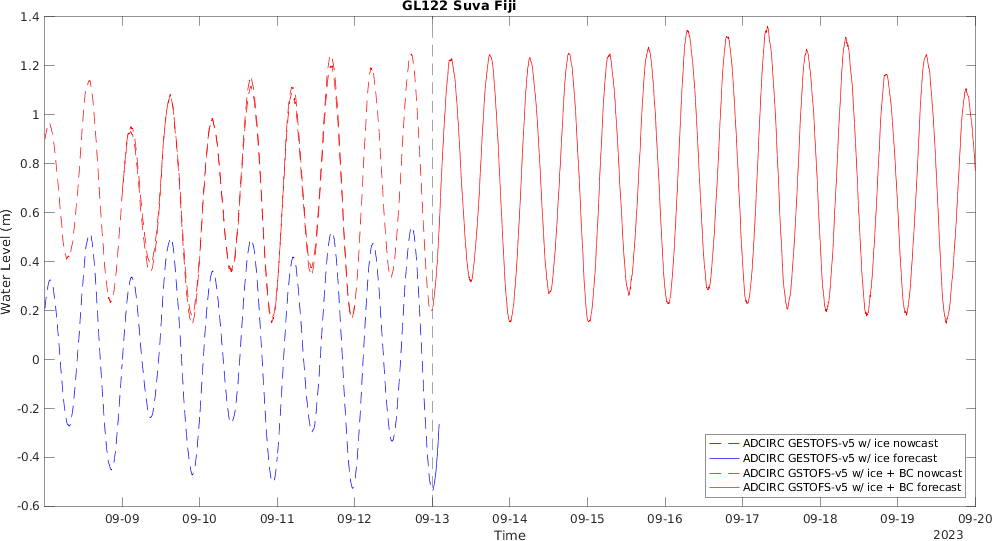 GL122 Suva Fiji
1.4
1.2
1
0.8
0.6
0.4
0.2
0
-0.2
-0.4
-0.6
Water Level (m)
ADCIRC GESTOFS-v5 w/ ice nowcast
ADCIRC GESTOFS-v5 w/ ice forecast
ADCIRC GSTOFS-v5 w/ ice + BC nowcast
ADCIRC GSTOFS-v5 w/ ice + BC forecast
09-09 09-10 09-11 09-12 09-13 09-14 09-15 09-16 09-17 09-18 09-19 09-20
Time
2023